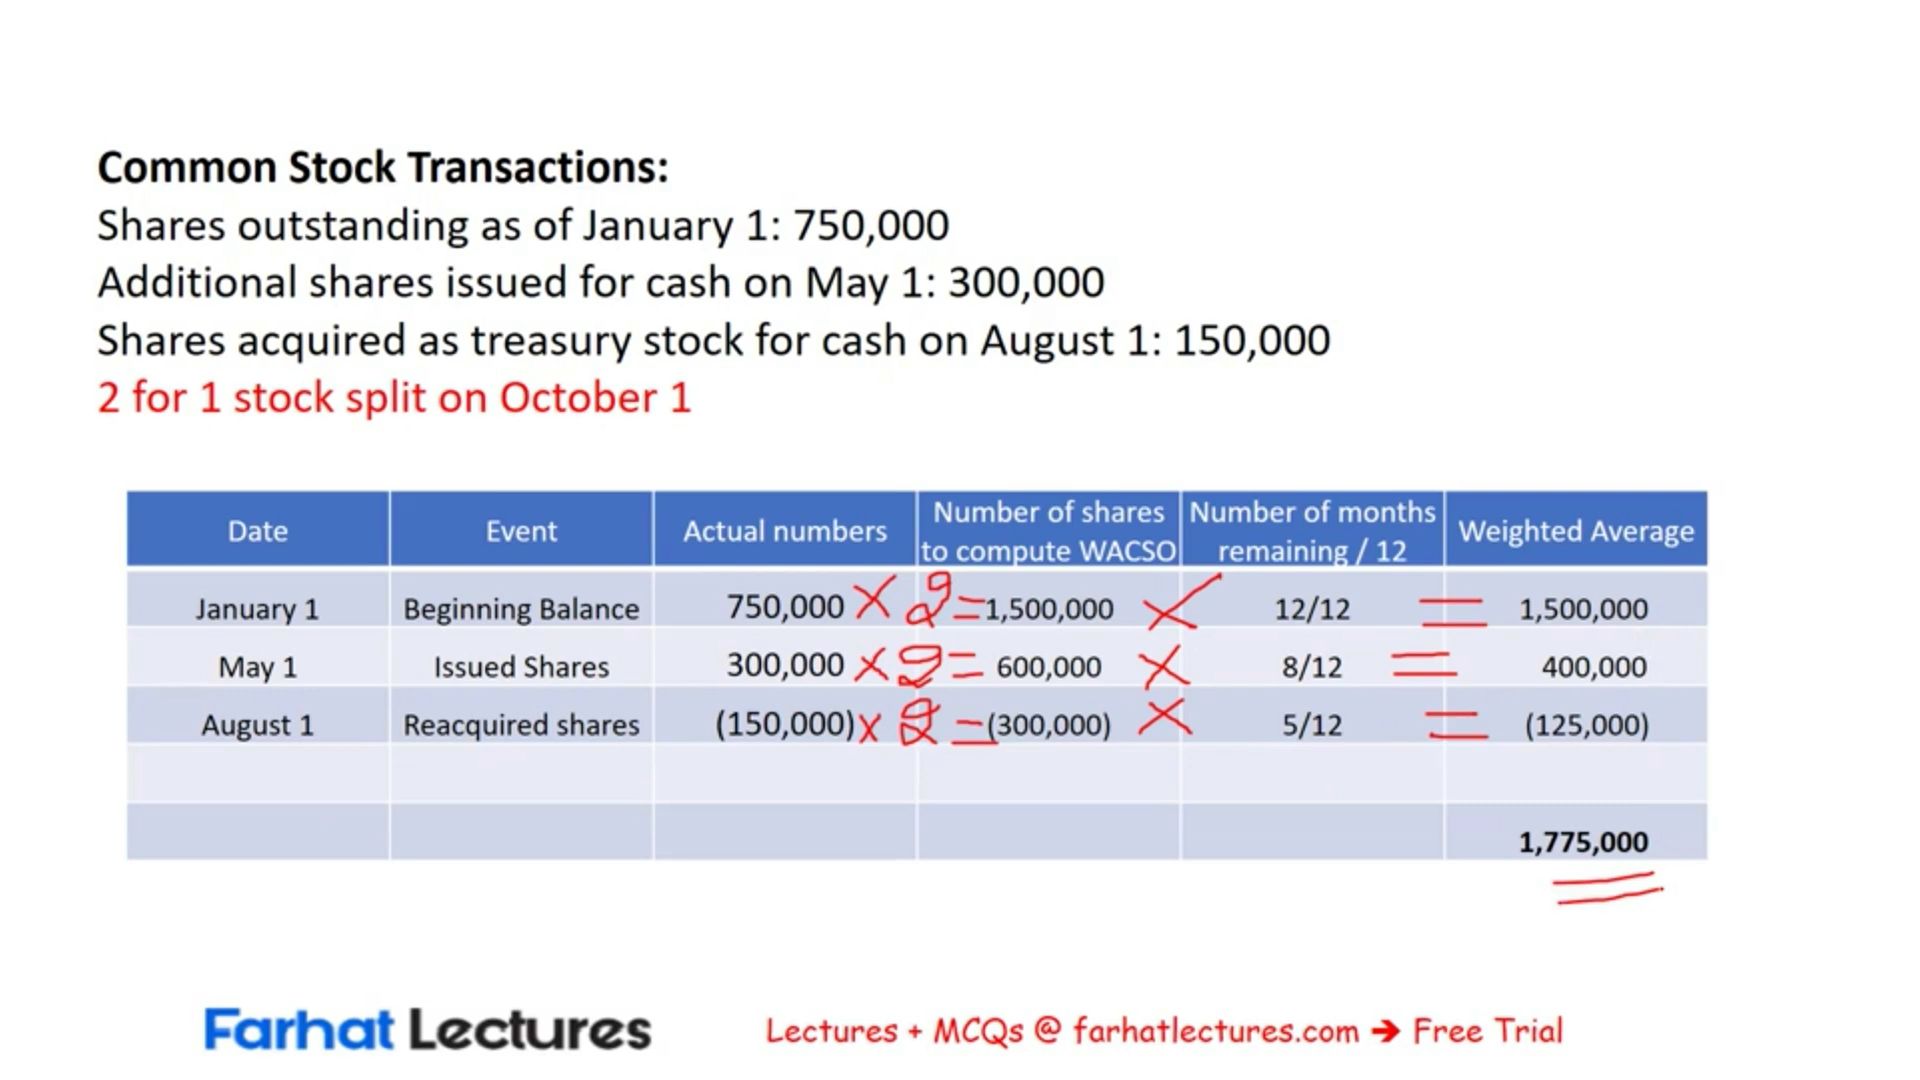 Common Stock Transactions:
Shares outstanding as of January 1: 750,000
Additional shares issued for cash on May 1: 300,000
Shares acquired as treasury stock for cash on August 1: 150,000
2 for 1 stock split on October 1
Date Event Actual numbers Number of shares to compute WACSO Number of months remaining / 12 Weighted Average
January 1 Beginning Balance 750,000 × 2 = 1,500,000 × 12/12 = 1,500,000
May 1 Issued Shares 300,000 × 2 = 600,000 × 8/12 = 400,000
August 1 Reacquired shares (150,000) × 2 = (300,000) × 5/12 = (125,000)
1,775,000
Farhat Lectures
Lectures + MCQs @ farhatlectures.com ➔ Free Trial